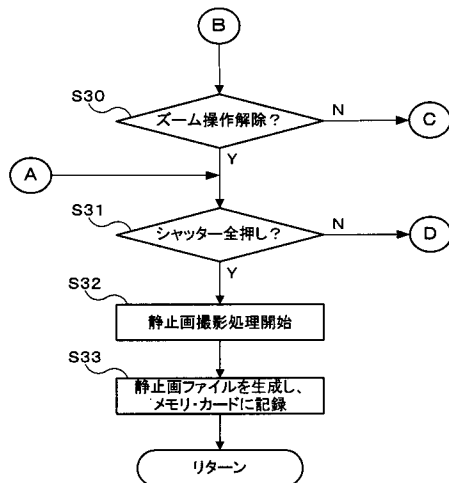 B
S30
ズーム操作解除？
N
C
Y
A
S31
シャッター全押し？
N
D
Y
S32
静止画撮影処理開始
S33
静止画ファイルを生成し、
メモリ・カードに記録
リターン